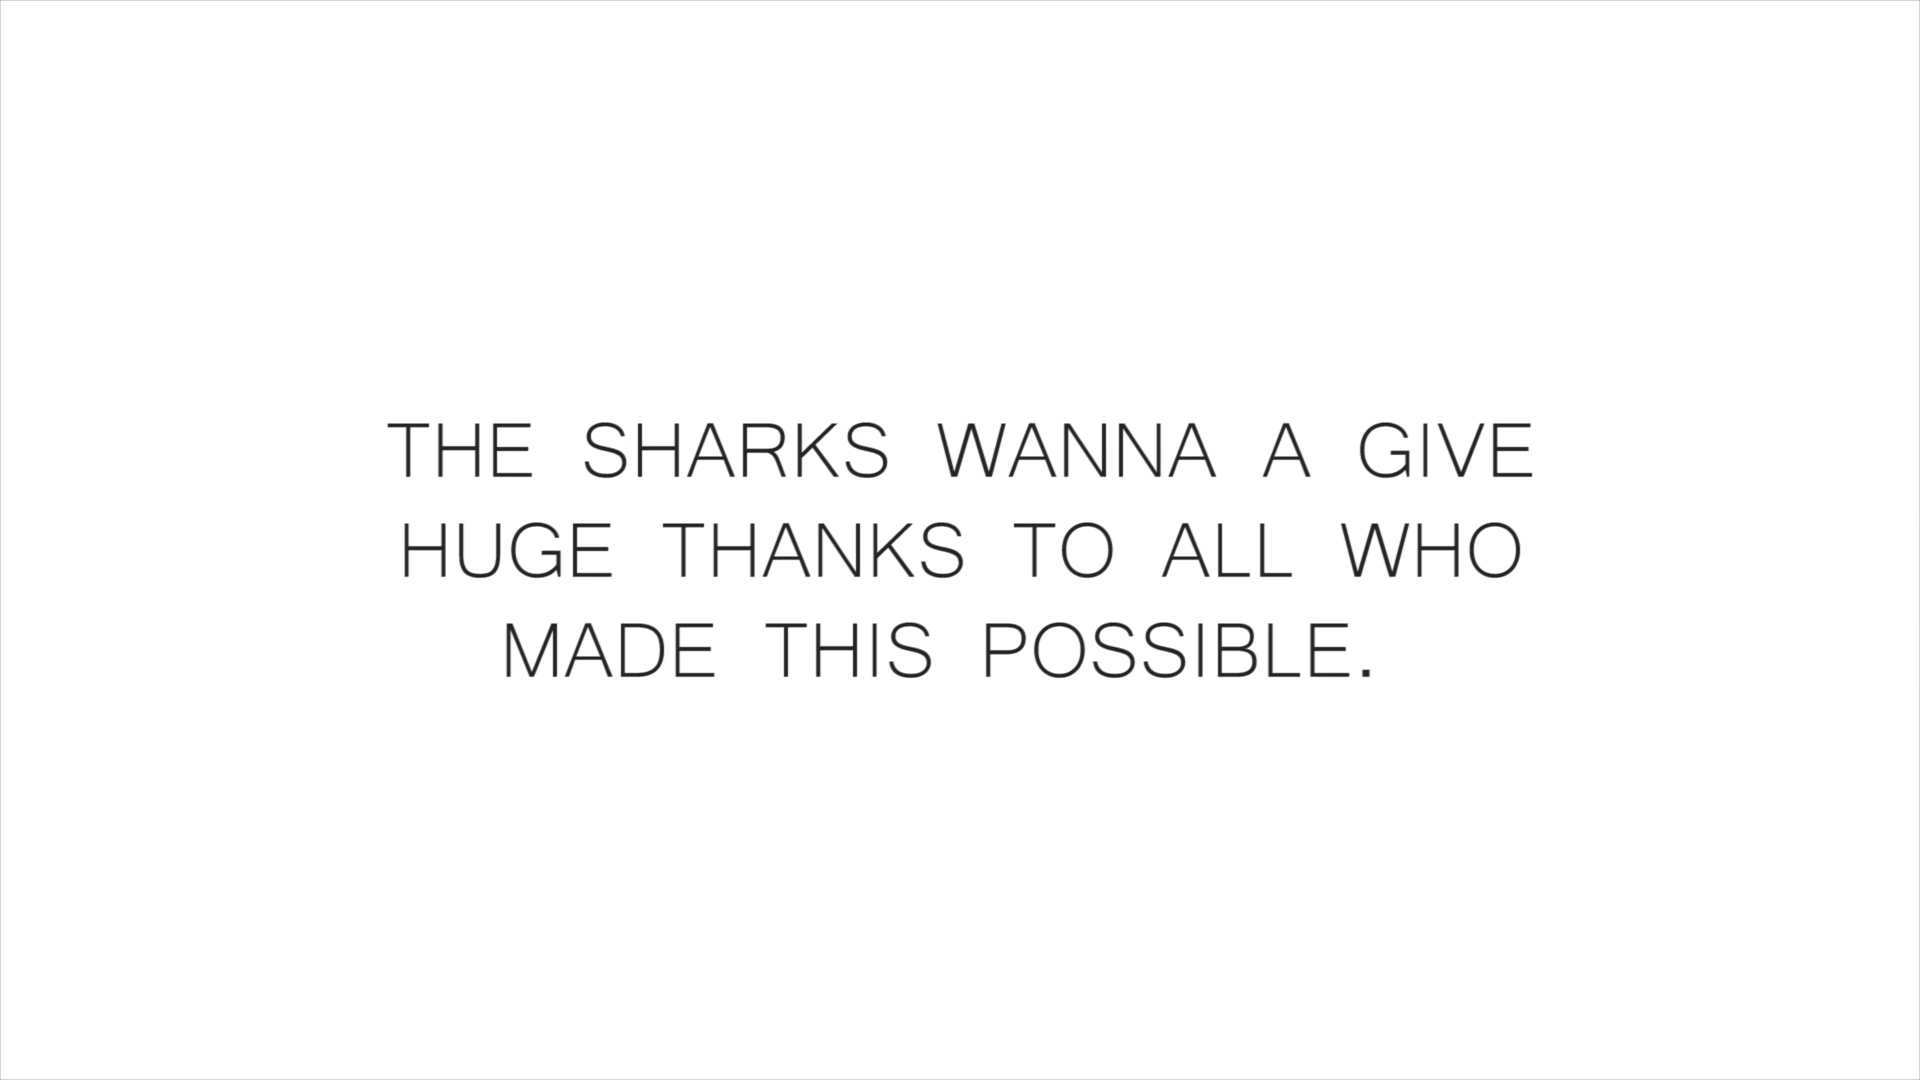 THE SHARKS WANNA A GIVE
HUGE THANKS TO ALL WHO
MADE THIS POSSIBLE.